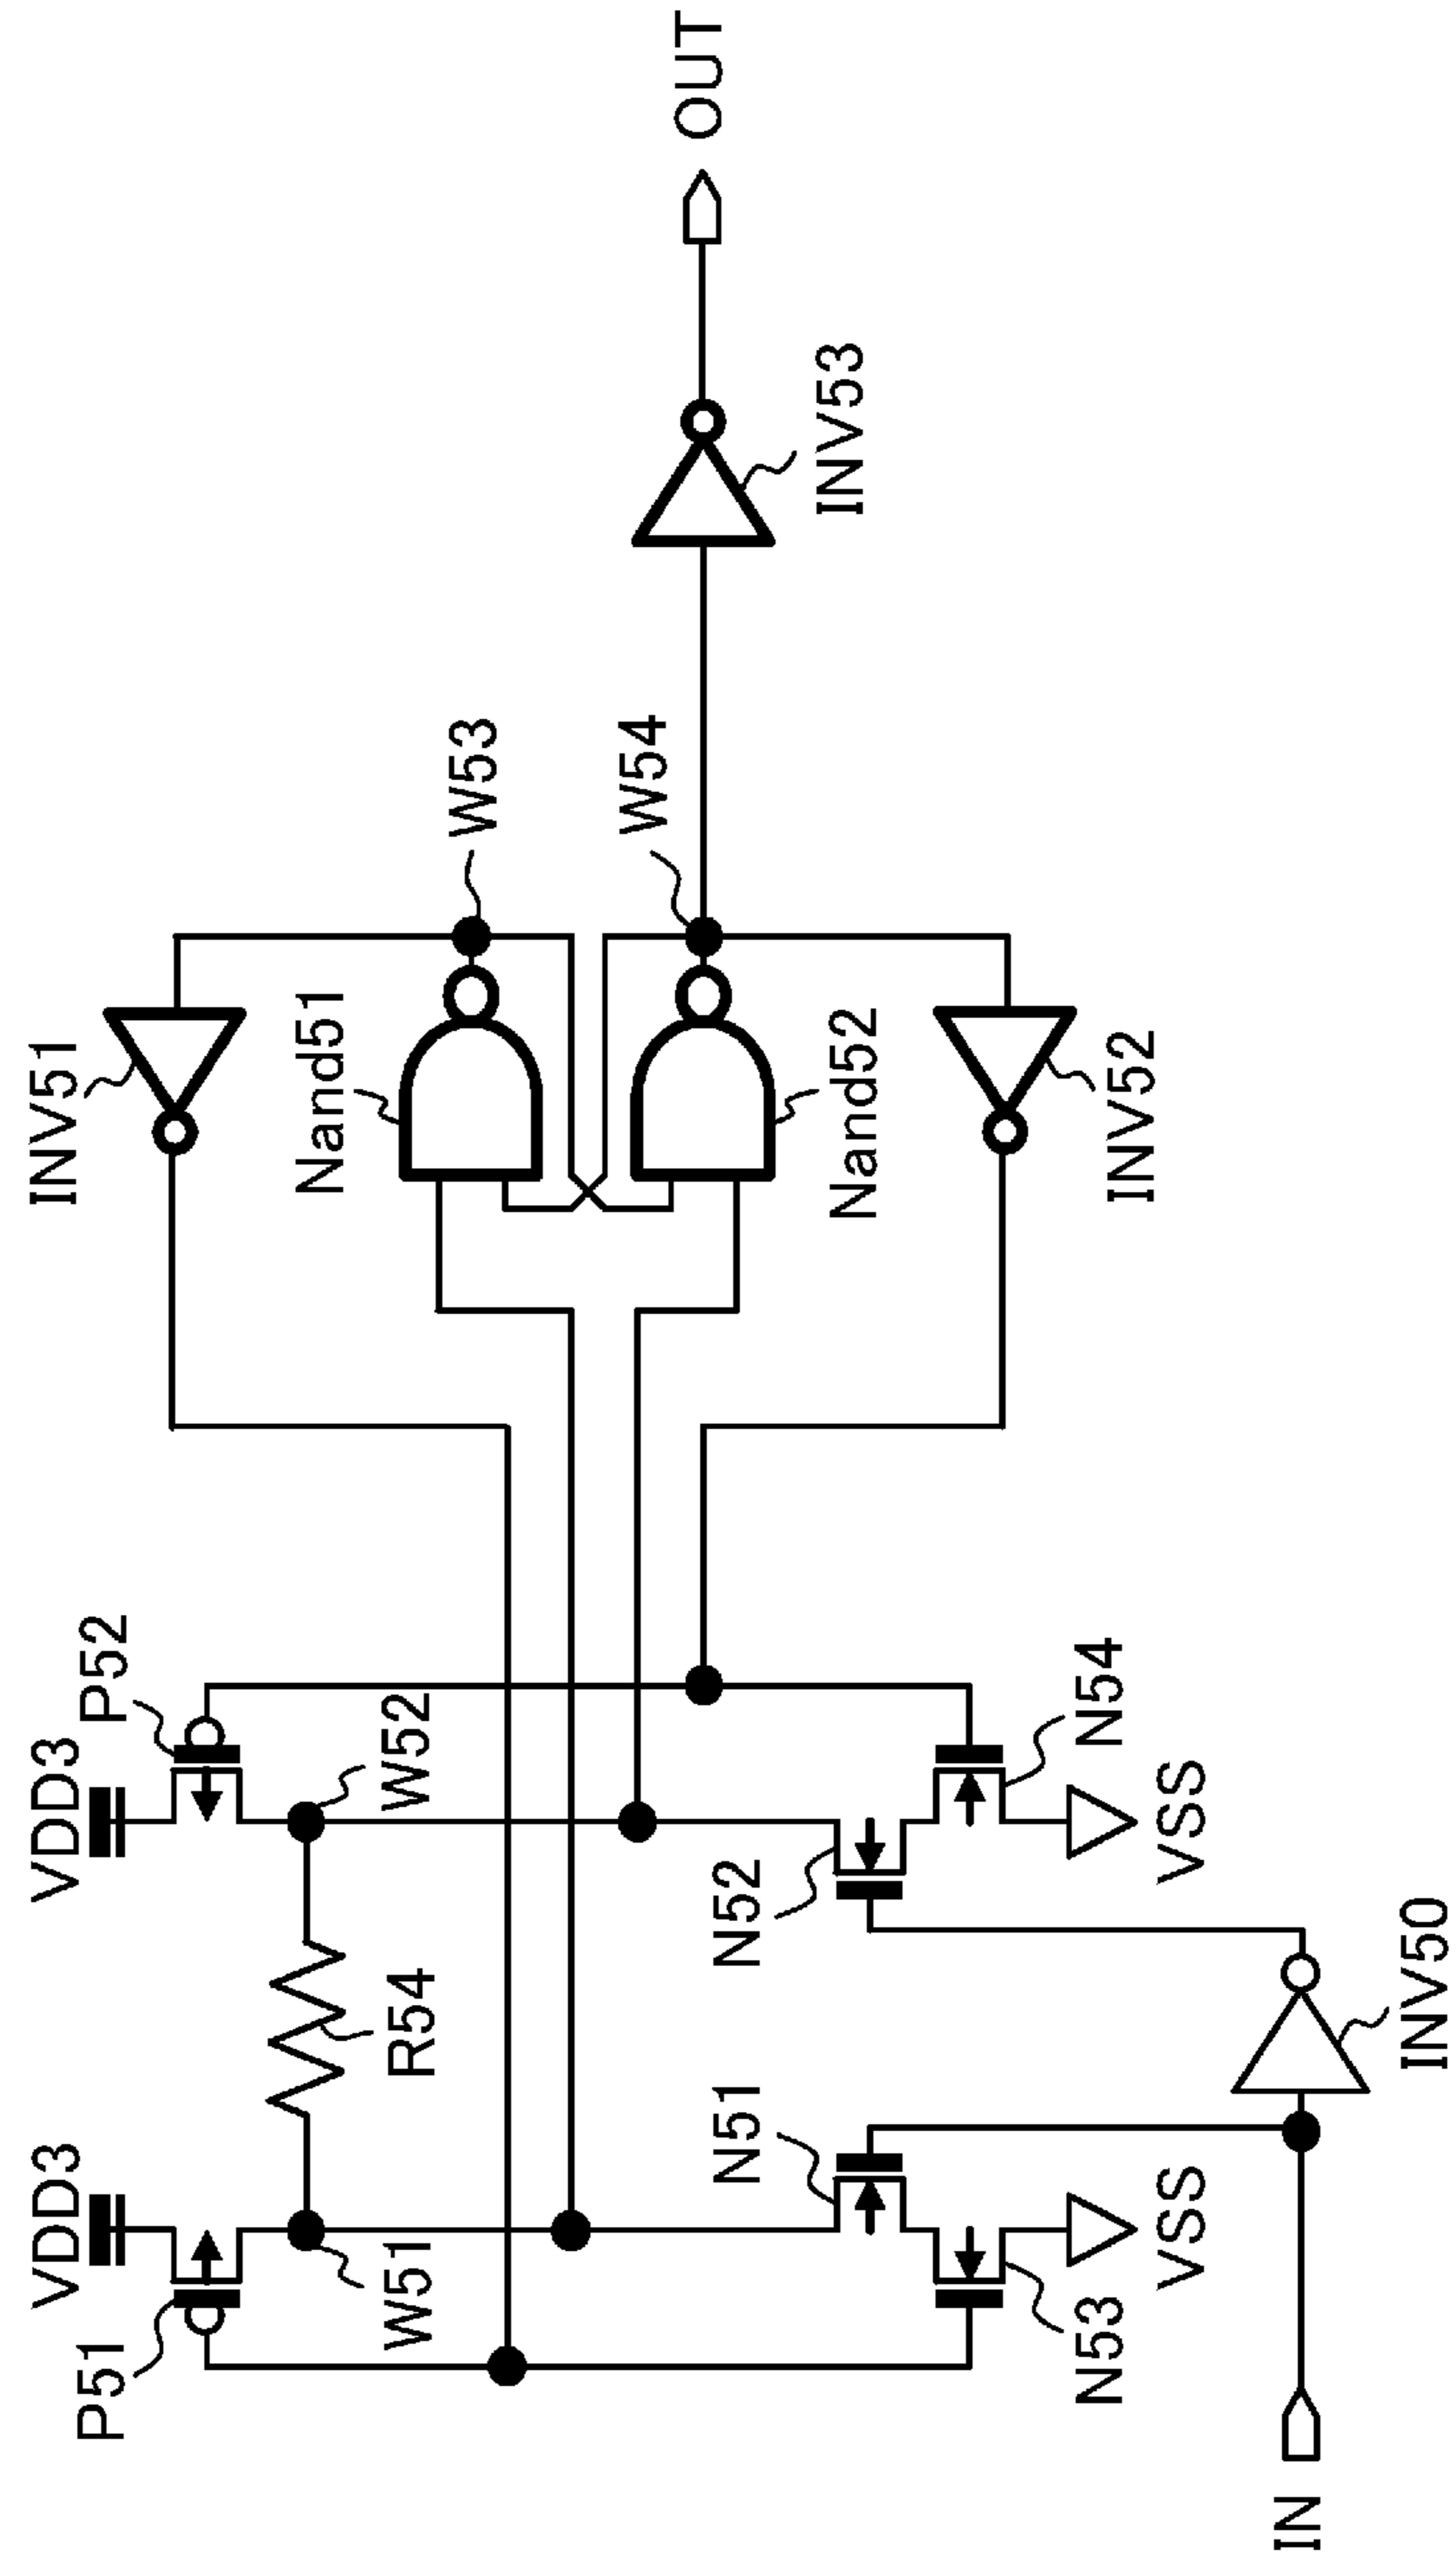 VDD3
VDD3
P51
P52
W51
W52
R54
N51
N52
N53
N54
VSS
VSS
IN
INV50
INV51
Nand51
Nand52
INV52
W53
W54
INV53
OUT